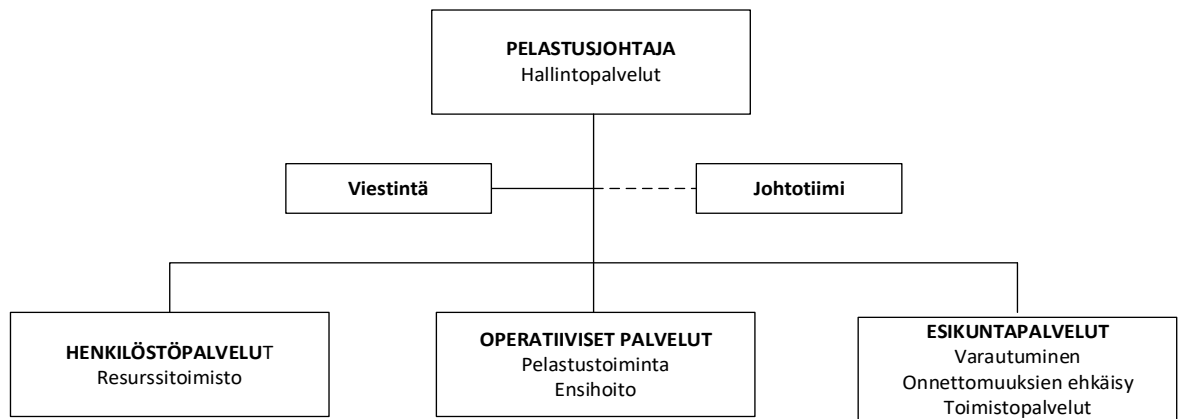 PELASTUSJOHTAJA
Hallintopalvelut
Viestintä
Johtotiimi
HENKILÖSTÖPALVELUT
Resurssitoimisto
OPERATIIVISET PALVELUT
Pelastustoiminta
Ensihoito
ESIKUNTAPALVELUT
Varautuminen
Onnettomuuksien ehkäisy
Toimistopalvelut